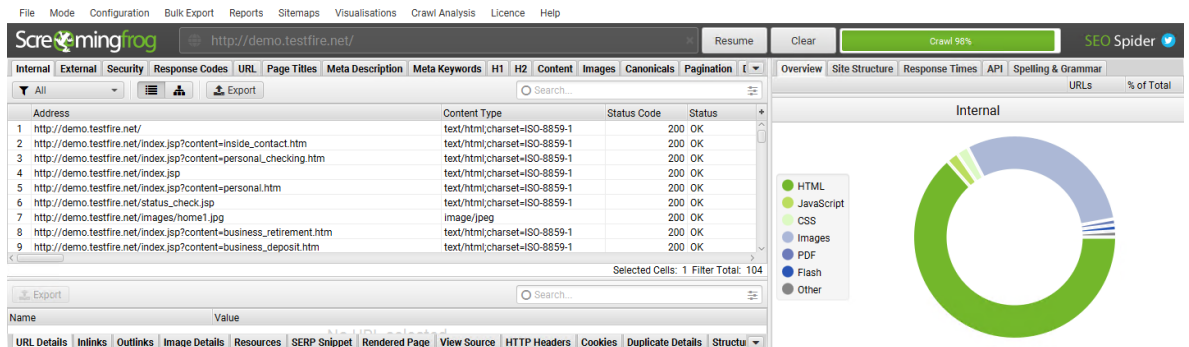 File Mode Configuration Bulk Export Reports Sitemaps Visualisations Crawl Analysis Licence Help
Screamingfrog http://demo.testfire.net/ Resume Clear Crawl 98% SEO Spider
Internal External Security Response Codes URL Page Titles Meta Description Meta Keywords H1 H2 Content Images Canonicals Pagination
Overview Site Structure Response Times API Spelling & Grammar
All Export Search...
URLs % of Total
Address Content Type Status Code Status
1 http://demo.testfire.net/ text/html;charset=ISO-8859-1 200 OK
2 http://demo.testfire.net/index.jsp?content=inside_contact.htm text/html;charset=ISO-8859-1 200 OK
3 http://demo.testfire.net/index.jsp?content=personal_checking.htm text/html;charset=ISO-8859-1 200 OK
4 http://demo.testfire.net/index.jsp text/html;charset=ISO-8859-1 200 OK
5 http://demo.testfire.net/index.jsp?content=personal.htm text/html;charset=ISO-8859-1 200 OK
6 http://demo.testfire.net/status_check.jsp text/html;charset=ISO-8859-1 200 OK
7 http://demo.testfire.net/images/home1.jpg image/jpeg 200 OK
8 http://demo.testfire.net/index.jsp?content=business_retirement.htm text/html;charset=ISO-8859-1 200 OK
9 http://demo.testfire.net/index.jsp?content=business_deposit.htm text/html;charset=ISO-8859-1 200 OK
Selected Cells: 1 Filter Total: 104
Export Search...
Name Value
No URL selected
URL Details Inlinks Outlinks Image Details Resources SERP Snippet Rendered Page View Source HTTP Headers Cookies Duplicate Details Structu
Internal
HTML
JavaScript
CSS
Images
PDF
Flash
Other